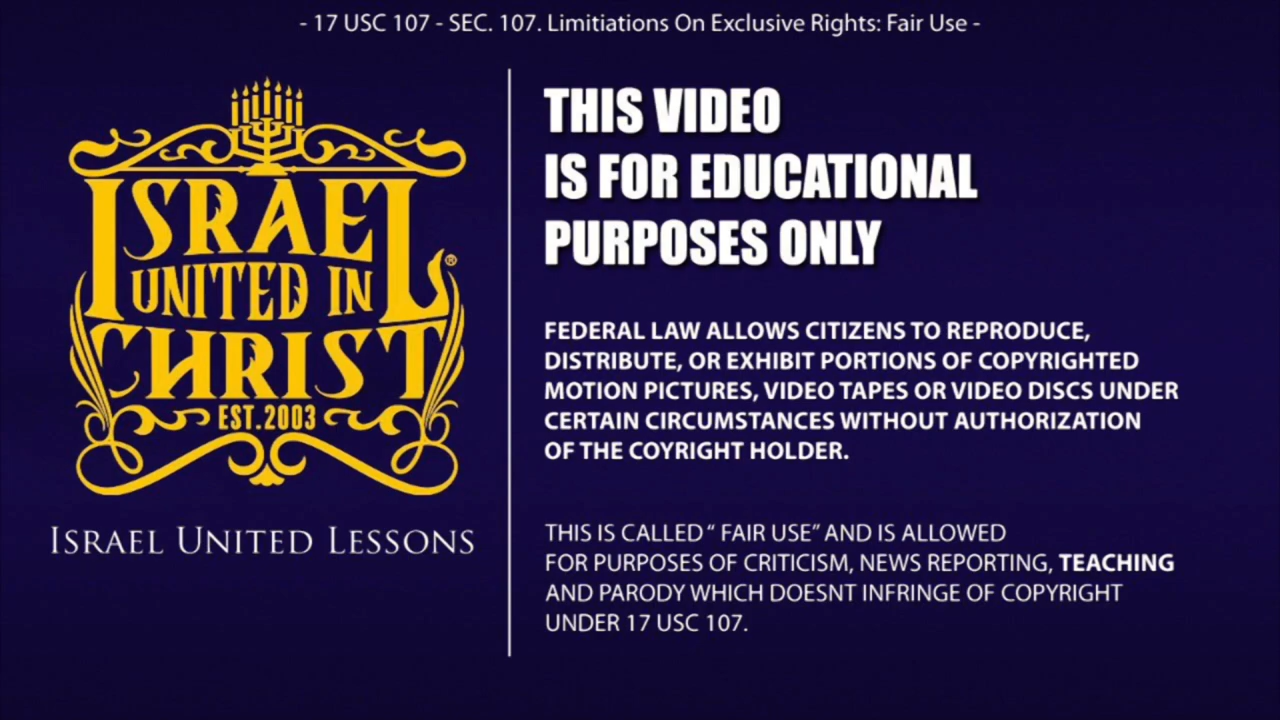 - 17 USC 107 - SEC. 107. Limitiations On Exclusive Rights: Fair Use -
ISRAEL
UNITED IN
CHRIST
EST.2003
®
ISRAEL UNITED LESSONS
THIS VIDEO
IS FOR EDUCATIONAL
PURPOSES ONLY
FEDERAL LAW ALLOWS CITIZENS TO REPRODUCE,
DISTRIBUTE, OR EXHIBIT PORTIONS OF COPYRIGHTED
MOTION PICTURES, VIDEO TAPES OR VIDEO DISCS UNDER
CERTAIN CIRCUMSTANCES WITHOUT AUTHORIZATION
OF THE COYRIGHT HOLDER.
THIS IS CALLED “ FAIR USE” AND IS ALLOWED
FOR PURPOSES OF CRITICISM, NEWS REPORTING, TEACHING
AND PARODY WHICH DOESNT INFRINGE OF COPYRIGHT
UNDER 17 USC 107.